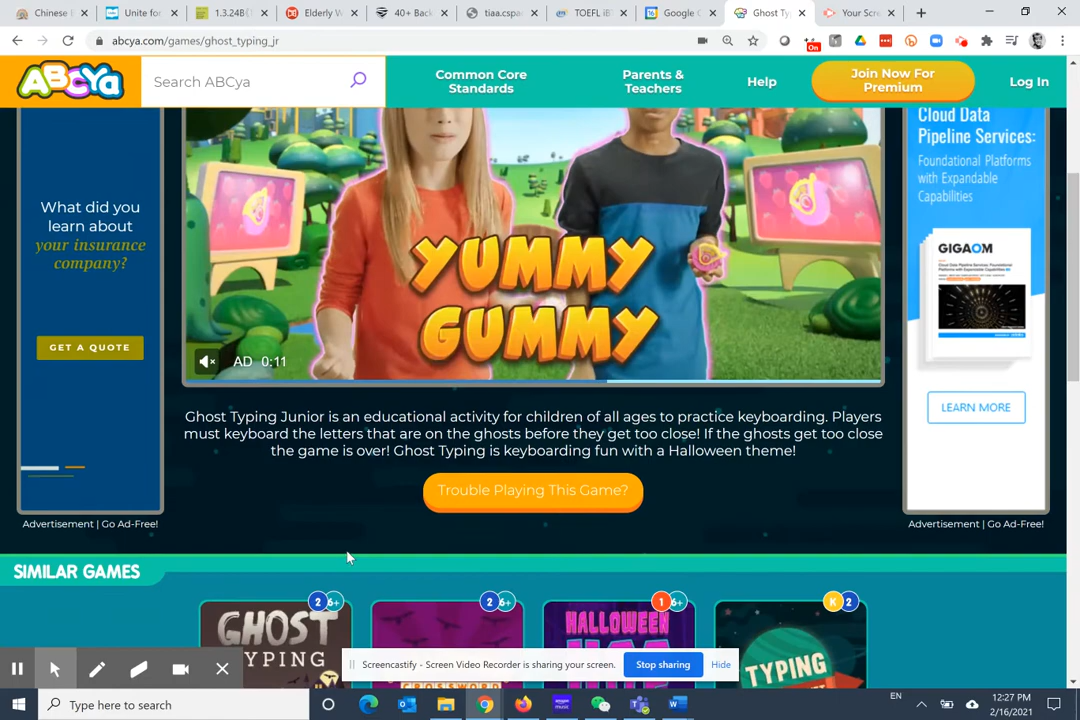 Chinese
Unite for
1.3.24B
Elderly W
40+ Back
tiaa.cspa
TOEFL iB
Google C
Ghost Ty
Your Scr
abcya.com/games/ghost_typing_jr
On
ABCya
Search ABCya
Common Core Standards
Parents & Teachers
Help
Join Now For Premium
Log In
What did you
learn about
your insurance
company?
GET A QUOTE
Advertisement | Go Ad-Free!
YUMMY
GUMMY
AD 0:11
Cloud Data
Pipeline Services:
Foundational Platforms
with Expandable
Capabilities
GIGAOM
LEARN MORE
Advertisement | Go Ad-Free!
Ghost Typing Junior is an educational activity for children of all ages to practice keyboarding. Players
must keyboard the letters that are on the ghosts before they get too close! If the ghosts get too close
the game is over! Ghost Typing is keyboarding fun with a Halloween theme!
Trouble Playing This Game?
SIMILAR GAMES
2 6+
GHOST
TYPING
2 6+
CROSSWORD
1 6+
HALLOWEEN
K 2
TYPING
Screencastify - Screen Video Recorder is sharing your screen.
Stop sharing
Hide
Type here to search
EN
12:27 PM
2/16/2021